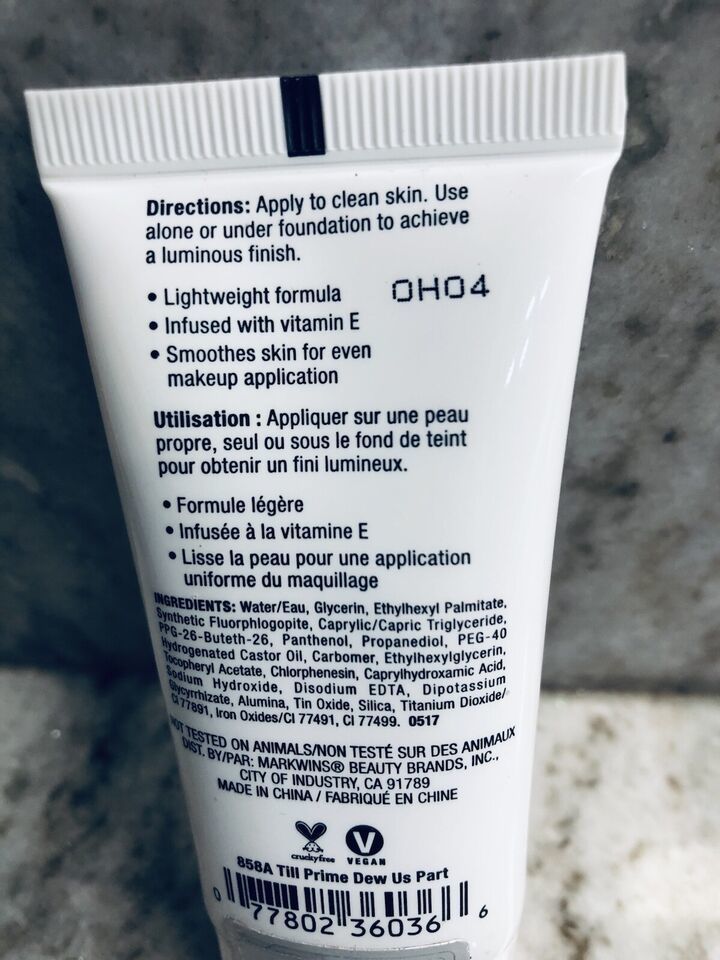 Directions: Apply to clean skin. Use
alone or under foundation to achieve
a luminous finish.
• Lightweight formula
0H04
• Infused with vitamin E
• Smoothes skin for even
makeup application
Utilisation : Appliquer sur une peau
propre, seul ou sous le fond de teint
pour obtenir un fini lumineux.
• Formule légère
• Infusée à la vitamine E
• Lisse la peau pour une application
uniforme du maquillage
INGREDIENTS: Water/Eau, Glycerin, Ethylhexyl Palmitate,
Synthetic Fluorphlogopite, Caprylic/Capric Triglyceride,
PPG-26-Buteth-26, Panthenol, Propanediol, PEG-40
Hydrogenated Castor Oil, Carbomer, Ethylhexylglycerin,
Tocopheryl Acetate, Chlorphenesin, Caprylhydroxamic Acid,
Sodium Hydroxide, Disodium EDTA, Dipotassium
Glycyrrhizate, Alumina, Tin Oxide, Silica, Titanium Dioxide/
CI 77891, Iron Oxides/CI 77491, CI 77499. 0517
NOT TESTED ON ANIMALS/NON TESTÉ SUR DES ANIMAUX
DIST. BY/PAR: MARKWINS® BEAUTY BRANDS, INC.,
CITY OF INDUSTRY, CA 91789
MADE IN CHINA / FABRIQUÉ EN CHINE
crueltyfree
V
VEGAN
858A Till Prime Dew Us Part
0 77802 36036 6